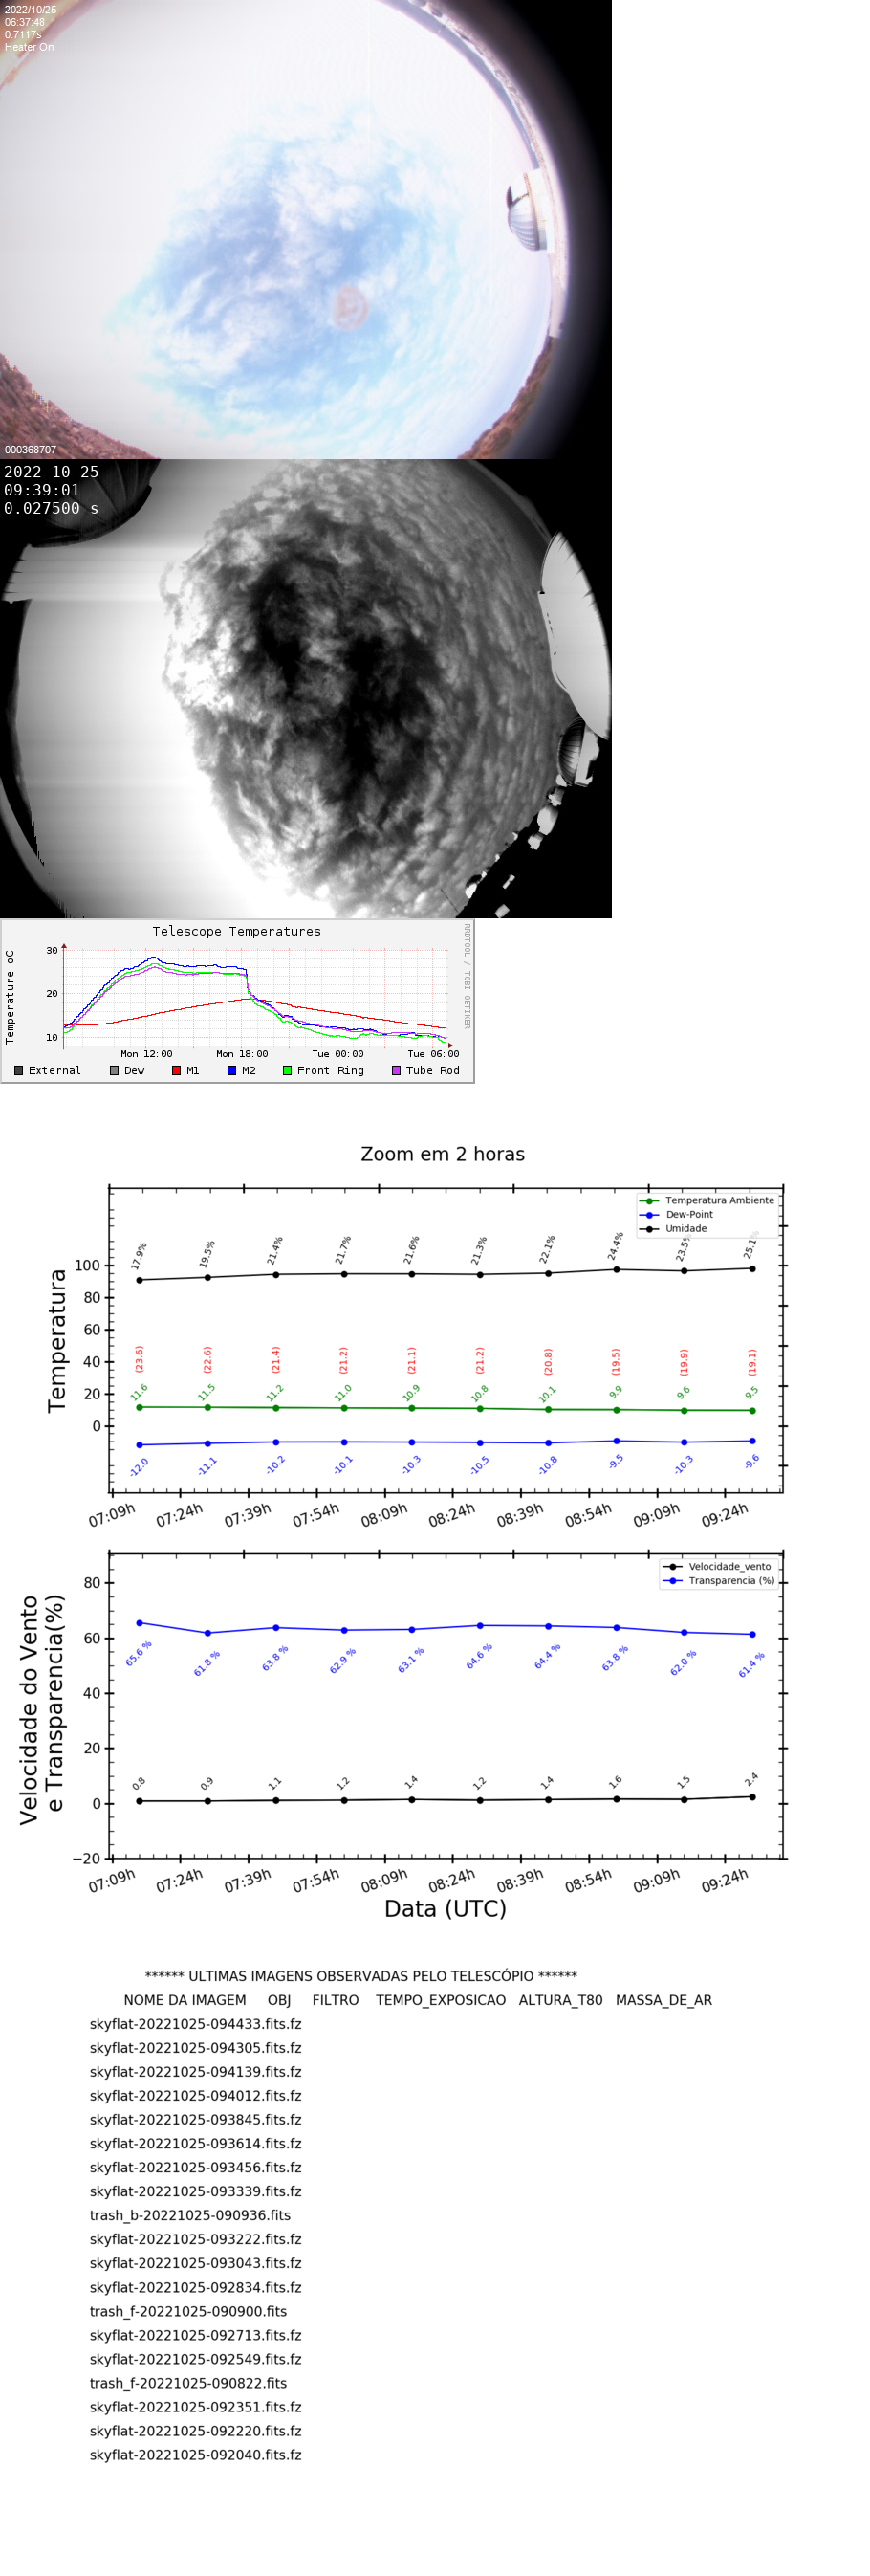 2022/10/25
06:37:48
0.7117s
Heater On
000368707
2022-10-25
09:39:01
0.027500 s
Telescope Temperatures
RRDTOOL / TOBI OETIKER
Temperature oC
30
20
10
Mon 12:00 Mon 18:00 Tue 00:00 Tue 06:00
External Dew M1 M2 Front Ring Tube Rod
Zoom em 2 horas
Temperatura Ambiente
Dew-Point
Umidade
17.9% 19.5% 21.4% 21.7% 21.6% 21.3% 22.1% 24.4% 23.5% 25.1%
Temperatura
100
80
60
40
20
0
(23.6) (22.6) (21.4) (21.2) (21.1) (21.2) (20.8) (19.5) (19.9) (19.1)
11.6 11.5 11.2 11.0 10.9 10.8 10.1 9.9 9.6 9.5
-12.0 -11.1 -10.2 -10.1 -10.3 -10.5 -10.8 -9.5 -10.3 -9.6
07:09h 07:24h 07:39h 07:54h 08:09h 08:24h 08:39h 08:54h 09:09h 09:24h
Velocidade_vento
Transparencia (%)
Velocidade do Vento
e Transparencia(%)
80
60
40
20
0
−20
65.6 % 61.8 % 63.8 % 62.9 % 63.1 % 64.6 % 64.4 % 63.8 % 62.0 % 61.4 %
0.8 0.9 1.1 1.2 1.4 1.2 1.4 1.6 1.5 2.4
07:09h 07:24h 07:39h 07:54h 08:09h 08:24h 08:39h 08:54h 09:09h 09:24h
Data (UTC)
****** ULTIMAS IMAGENS OBSERVADAS PELO TELESCÓPIO ******
NOME DA IMAGEM OBJ FILTRO TEMPO_EXPOSICAO ALTURA_T80 MASSA_DE_AR
skyflat-20221025-094433.fits.fz
skyflat-20221025-094305.fits.fz
skyflat-20221025-094139.fits.fz
skyflat-20221025-094012.fits.fz
skyflat-20221025-093845.fits.fz
skyflat-20221025-093614.fits.fz
skyflat-20221025-093456.fits.fz
skyflat-20221025-093339.fits.fz
trash_b-20221025-090936.fits
skyflat-20221025-093222.fits.fz
skyflat-20221025-093043.fits.fz
skyflat-20221025-092834.fits.fz
trash_f-20221025-090900.fits
skyflat-20221025-092713.fits.fz
skyflat-20221025-092549.fits.fz
trash_f-20221025-090822.fits
skyflat-20221025-092351.fits.fz
skyflat-20221025-092220.fits.fz
skyflat-20221025-092040.fits.fz